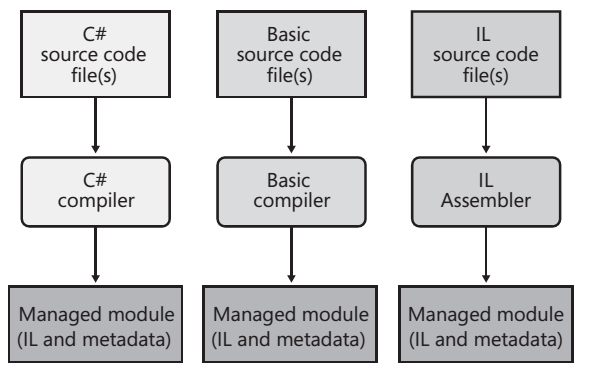 C#
source code
file(s)
Basic
source code
file(s)
IL
source code
file(s)
C#
compiler
Basic
compiler
IL
Assembler
Managed module
(IL and metadata)
Managed module
(IL and metadata)
Managed module
(IL and metadata)